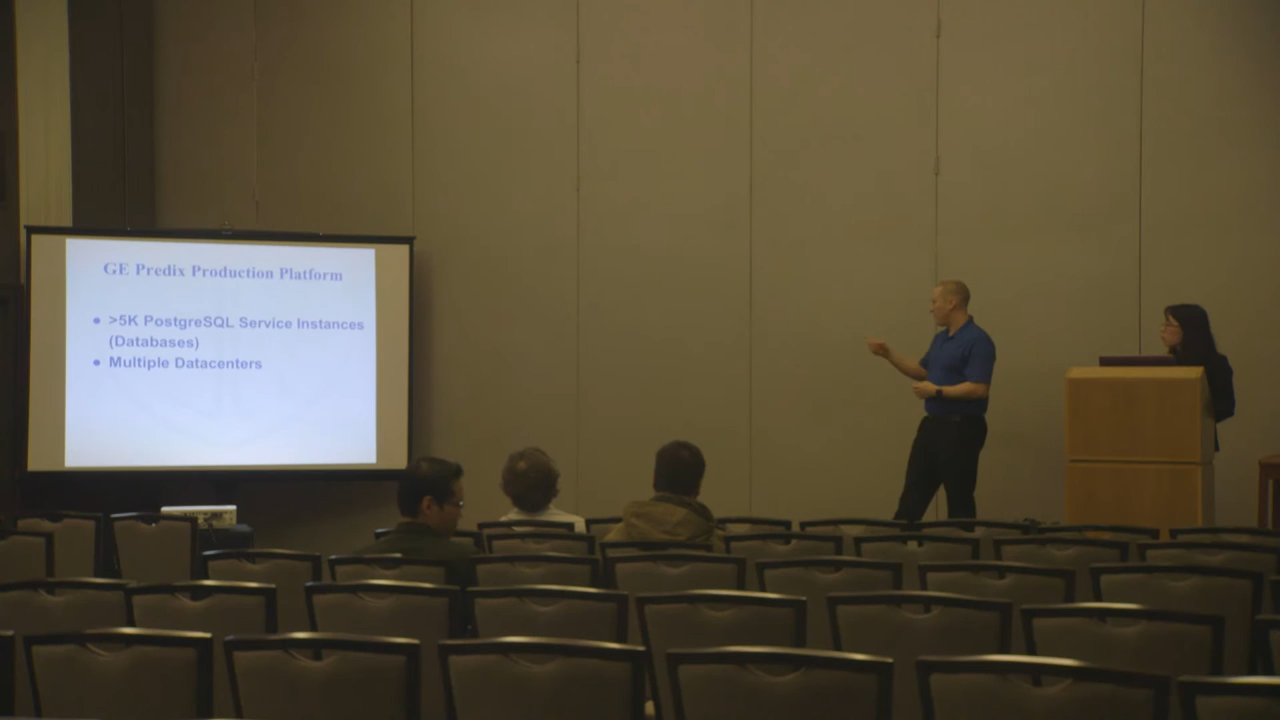 GE Predix Production Platform
• >5K PostgreSQL Service Instances
(Databases)
• Multiple Datacenters